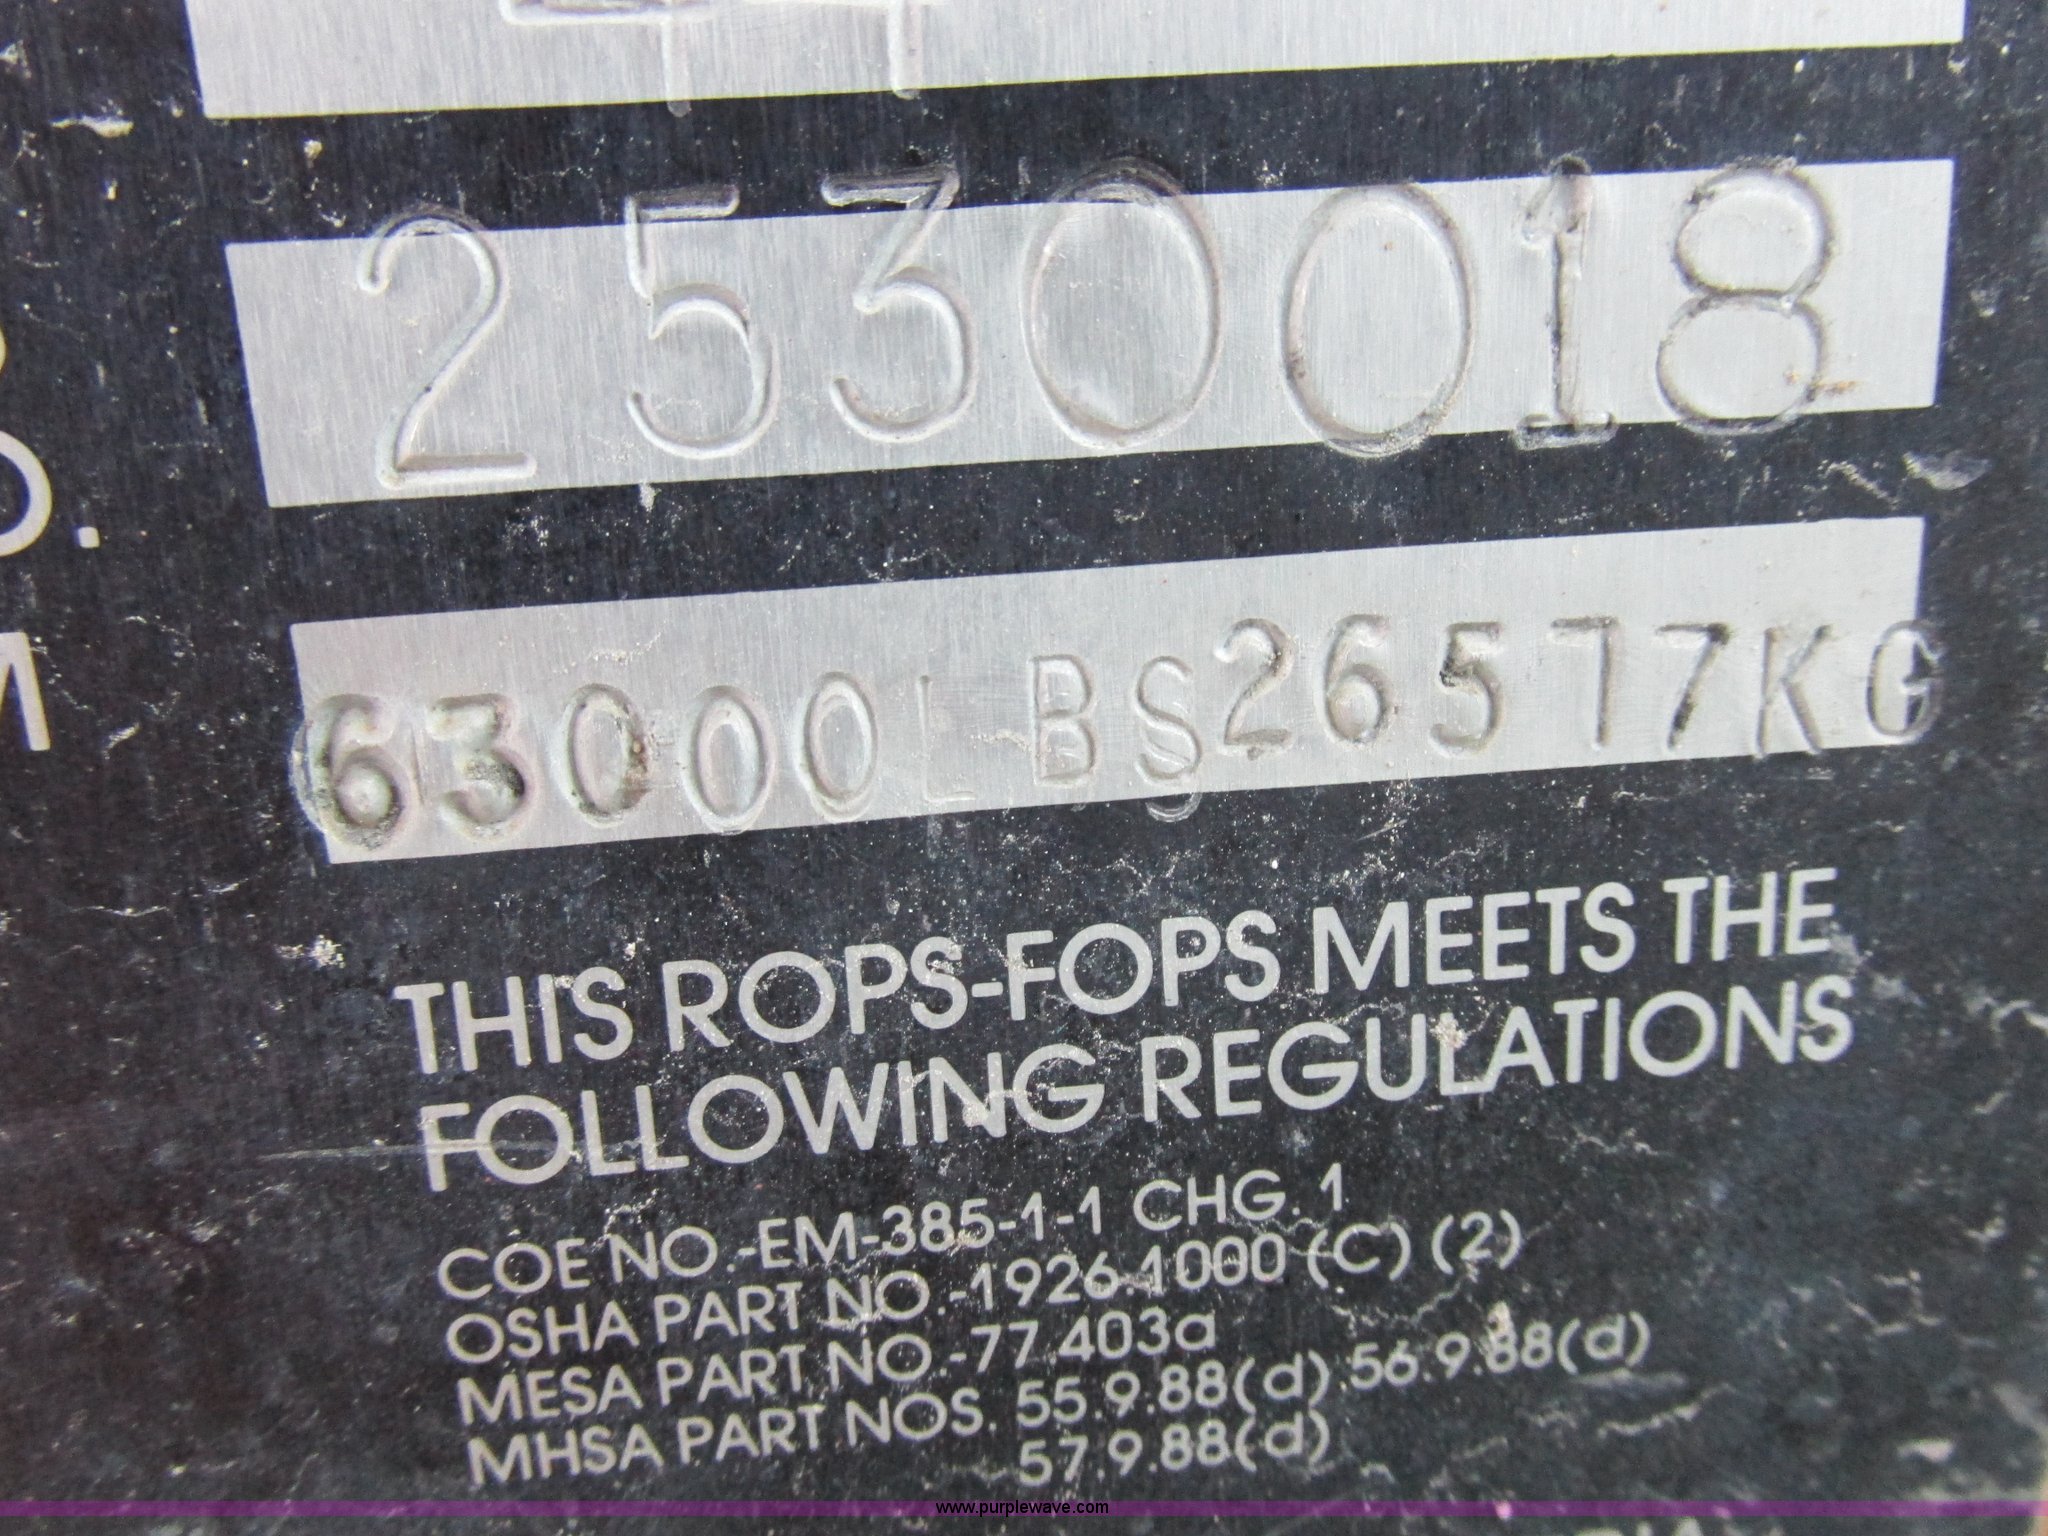 2530018
63000LBS26577KG
THIS ROPS-FOPS MEETS THE
FOLLOWING REGULATIONS
COE NO.-EM-385-1-1 CHG. 1
OSHA PART NO.-1926.1000 (C) (2)
MESA PART NO.-77.403a
MHSA PART NOS. 55.9.88(d) 56.9.88(d)
57.9.88(d)
www.purplewave.com